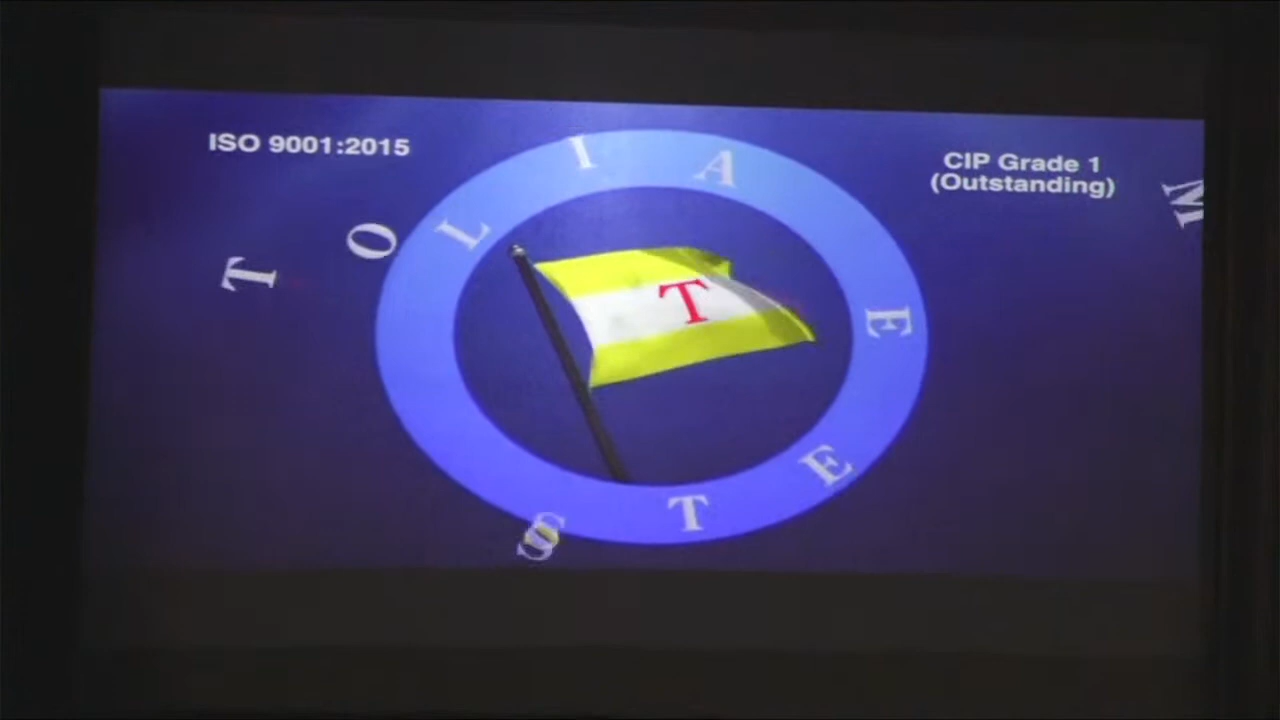 ISO 9001:2015
CIP Grade 1
(Outstanding)
T O L I A M
E
E T S
T